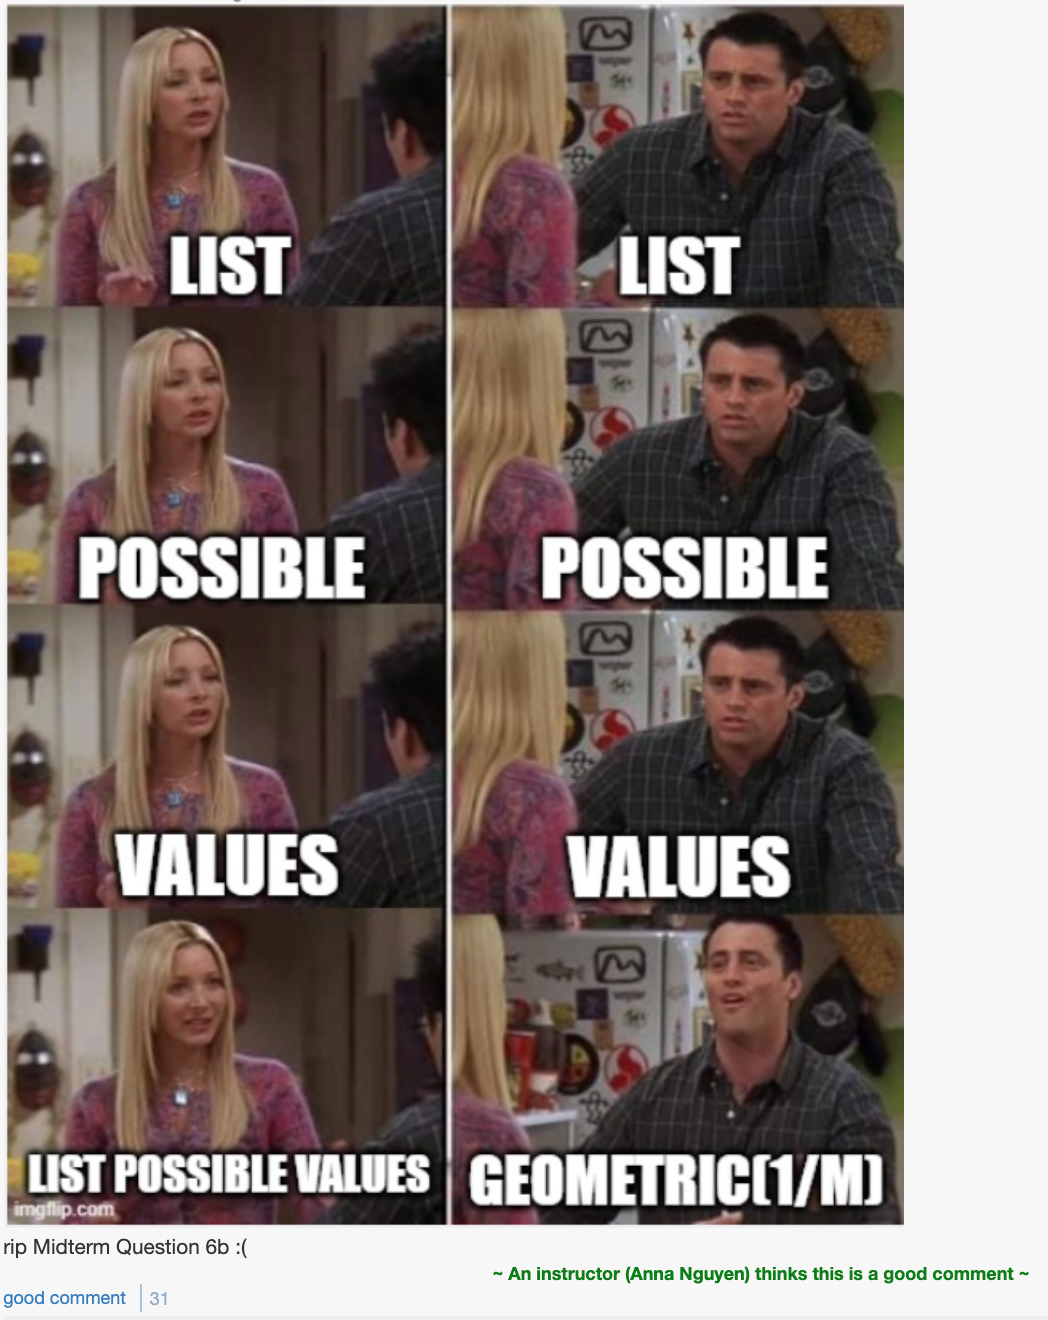 LIST
LIST
POSSIBLE
POSSIBLE
VALUES
VALUES
LIST POSSIBLE VALUES
GEOMETRIC(1/M)
imgflip.com
rip Midterm Question 6b :(
~ An instructor (Anna Nguyen) thinks this is a good comment ~
good comment 31